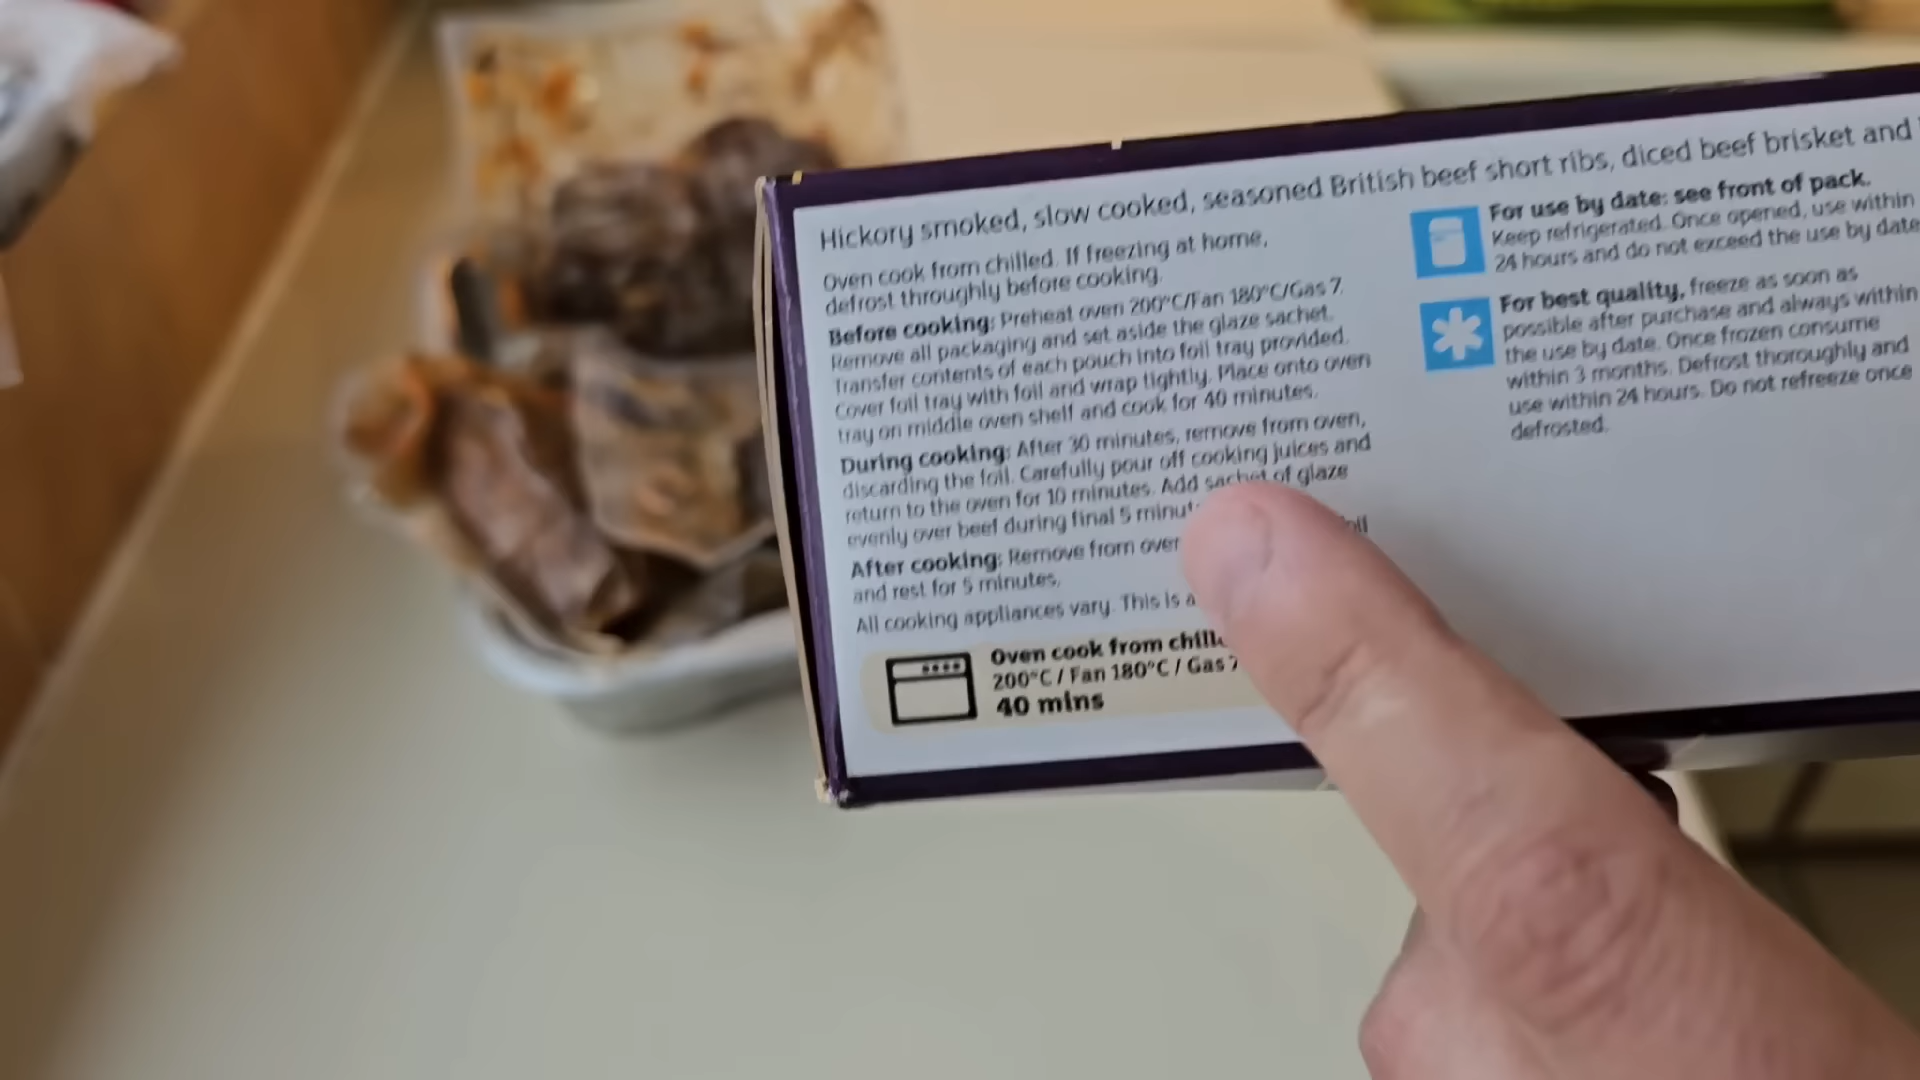 Hickory smoked, slow cooked, seasoned British beef short ribs, diced beef brisket and
Oven cook from chilled. If freezing at home,
defrost throughly before cooking.
Before cooking: Preheat oven 200°C/Fan 180°C/Gas 7.
Remove all packaging and set aside the glaze sachet.
Transfer contents of each pouch into foil tray provided.
Cover foil tray with foil and wrap tightly. Place onto oven
tray on middle oven shelf and cook for 40 minutes.
During cooking: After 30 minutes, remove from oven,
discarding the foil. Carefully pour off cooking juices and
return to the oven for 10 minutes. Add sachet of glaze
evenly over beef during final 5
After cooking: Remove from
and rest for 5 minutes.
All cooking appliances vary. This is a
Oven cook from
200°C / Fan 180°C / Gas 7
40 mins
For use by date: see front of pack.
Keep refrigerated. Once opened, use within
24 hours and do not exceed the use by date
For best quality, freeze as soon as
possible after purchase and always within
the use by date. Once frozen consume
within 3 months. Defrost thoroughly and
use within 24 hours. Do not refreeze once
defrosted.